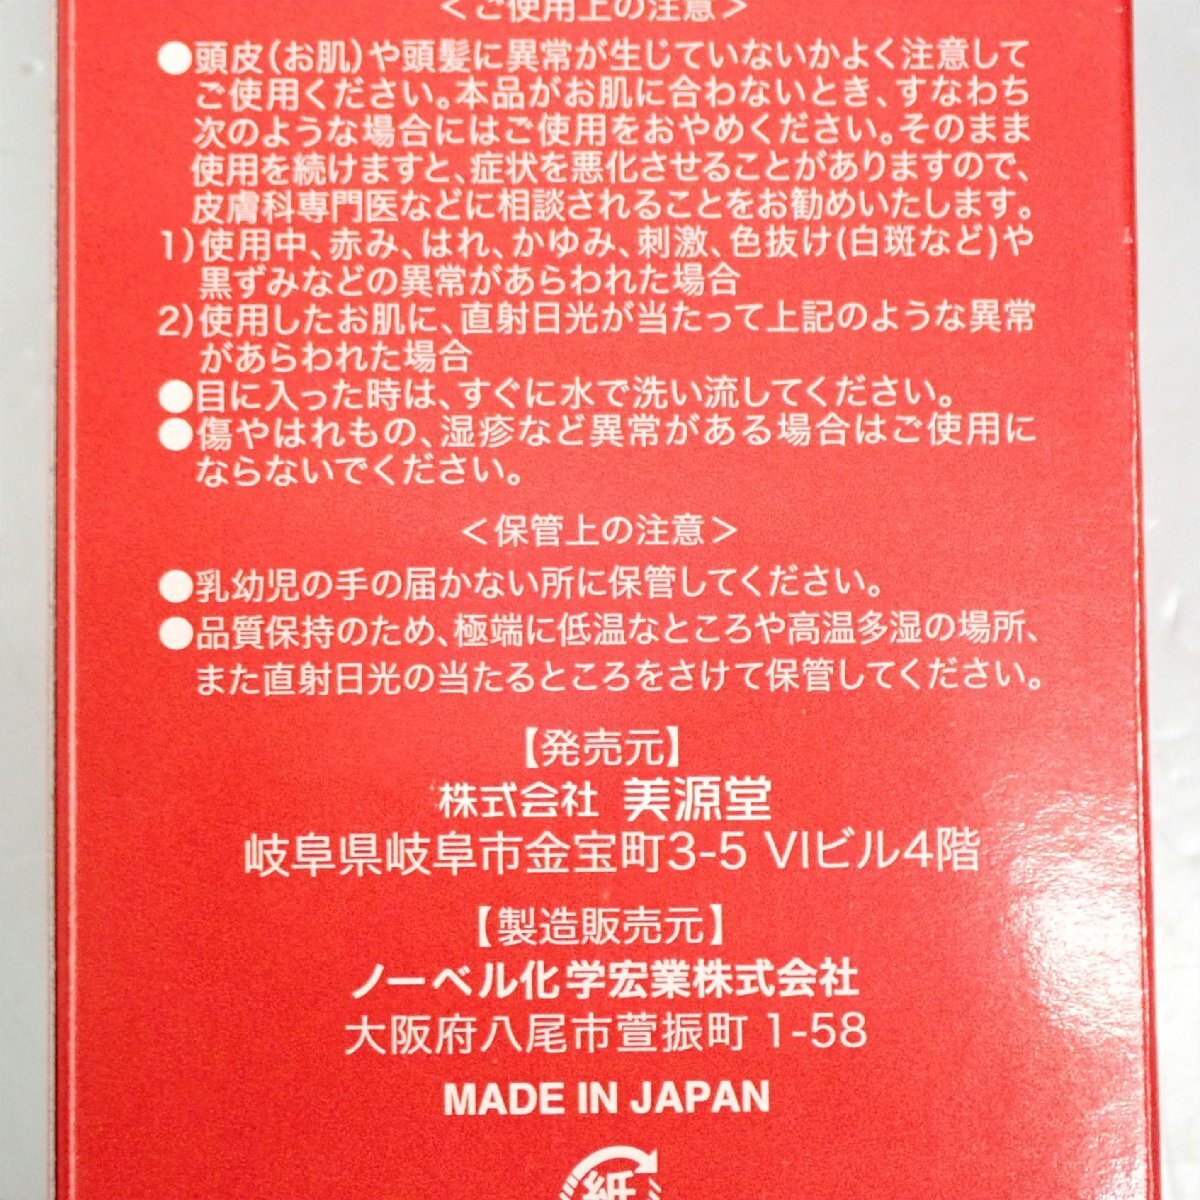 ＜ご使用上の注意＞
●頭皮(お肌)や頭髪に異常が生じていないかよく注意して
ご使用ください。本品がお肌に合わないとき、すなわち
次のような場合にはご使用をおやめください。そのまま
使用を続けますと、症状を悪化させることがありますので、
皮膚科専門医などに相談されることをお勧めいたします。
1)使用中、赤み、はれ、かゆみ、刺激、色抜け(白斑など)や
黒ずみなどの異常があらわれた場合
2)使用したお肌に、直射日光が当たって上記のような異常
があらわれた場合
●目に入った時は、すぐに水で洗い流してください。
●傷やはれもの、湿疹など異常がある場合はご使用に
ならないでください。
＜保管上の注意＞
●乳幼児の手の届かない所に保管してください。
●品質保持のため、極端に低温なところや高温多湿の場所、
また直射日光の当たるところをさけて保管してください。
【発売元】
株式会社 美源堂
岐阜県岐阜市金宝町3-5 VIビル4階
【製造販売元】
ノーベル化学宏業株式会社
大阪府八尾市萱振町 1-58
MADE IN JAPAN
紙